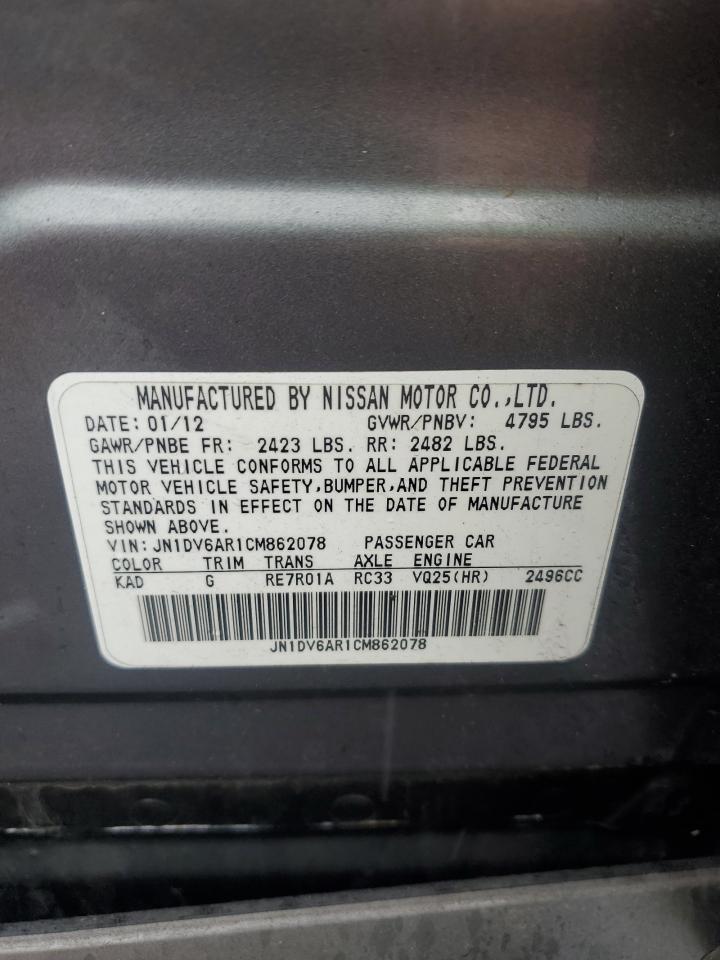 MANUFACTURED BY NISSAN MOTOR CO.,LTD.
DATE: 01/12 GVWR/PNBV: 4795 LBS.
GAWR/PNBE FR: 2423 LBS. RR: 2482 LBS.
THIS VEHICLE CONFORMS TO ALL APPLICABLE FEDERAL
MOTOR VEHICLE SAFETY,BUMPER,AND THEFT PREVENTION
STANDARDS IN EFFECT ON THE DATE OF MANUFACTURE
SHOWN ABOVE.
VIN: JN1DV6AR1CM862078 PASSENGER CAR
COLOR TRIM TRANS AXLE ENGINE
KAD G RE7R01A RC33 VQ25(HR) 2496CC
JN1DV6AR1CM862078